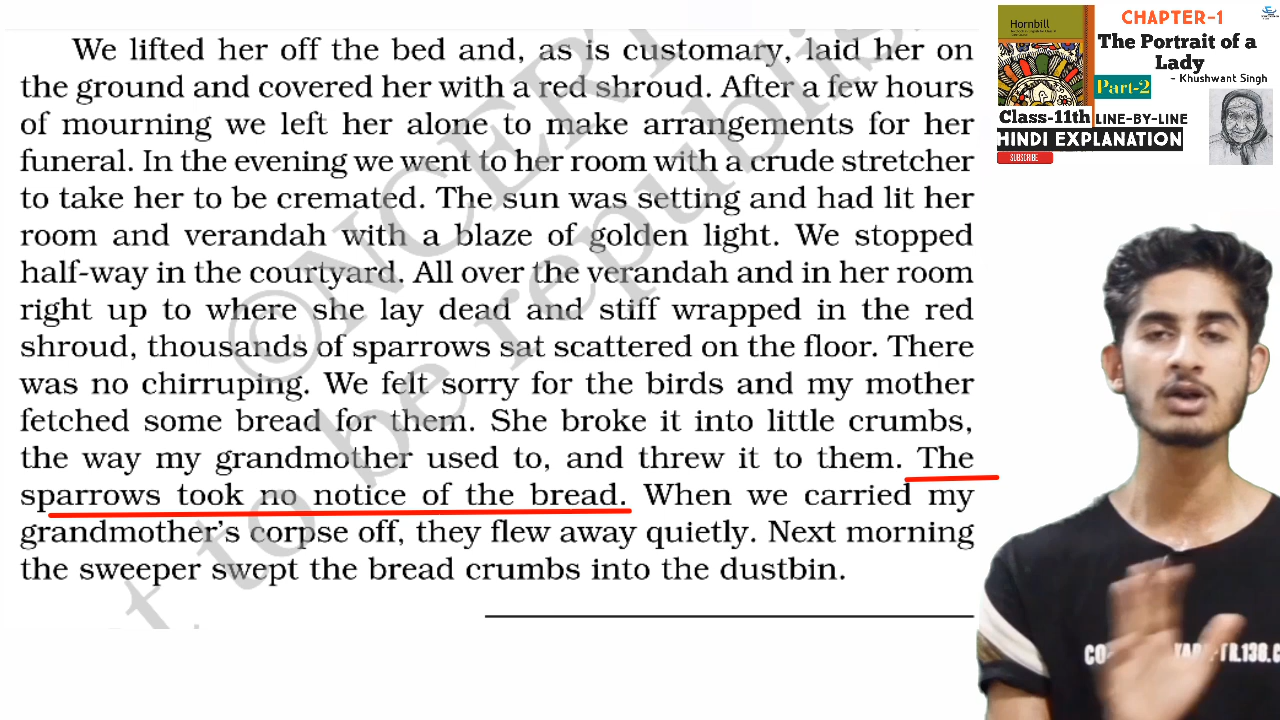 We lifted her off the bed and, as is customary, laid her on
the ground and covered her with a red shroud. After a few hours
of mourning we left her alone to make arrangements for her
funeral. In the evening we went to her room with a crude stretcher
to take her to be cremated. The sun was setting and had lit her
room and verandah with a blaze of golden light. We stopped
half-way in the courtyard. All over the verandah and in her room
right up to where she lay dead and stiff wrapped in the red
shroud, thousands of sparrows sat scattered on the floor. There
was no chirruping. We felt sorry for the birds and my mother
fetched some bread for them. She broke it into little crumbs,
the way my grandmother used to, and threw it to them. The
sparrows took no notice of the bread. When we carried my
grandmother's corpse off, they flew away quietly. Next morning
the sweeper swept the bread crumbs into the dustbin.
©NCERT
t to be republis
Hornbill
CHAPTER-1
The Portrait of a
Lady
- Khushwant Singh
Part-2
Class-11th LINE-BY-LINE
HINDI EXPLANATION
SUBSCRIBE